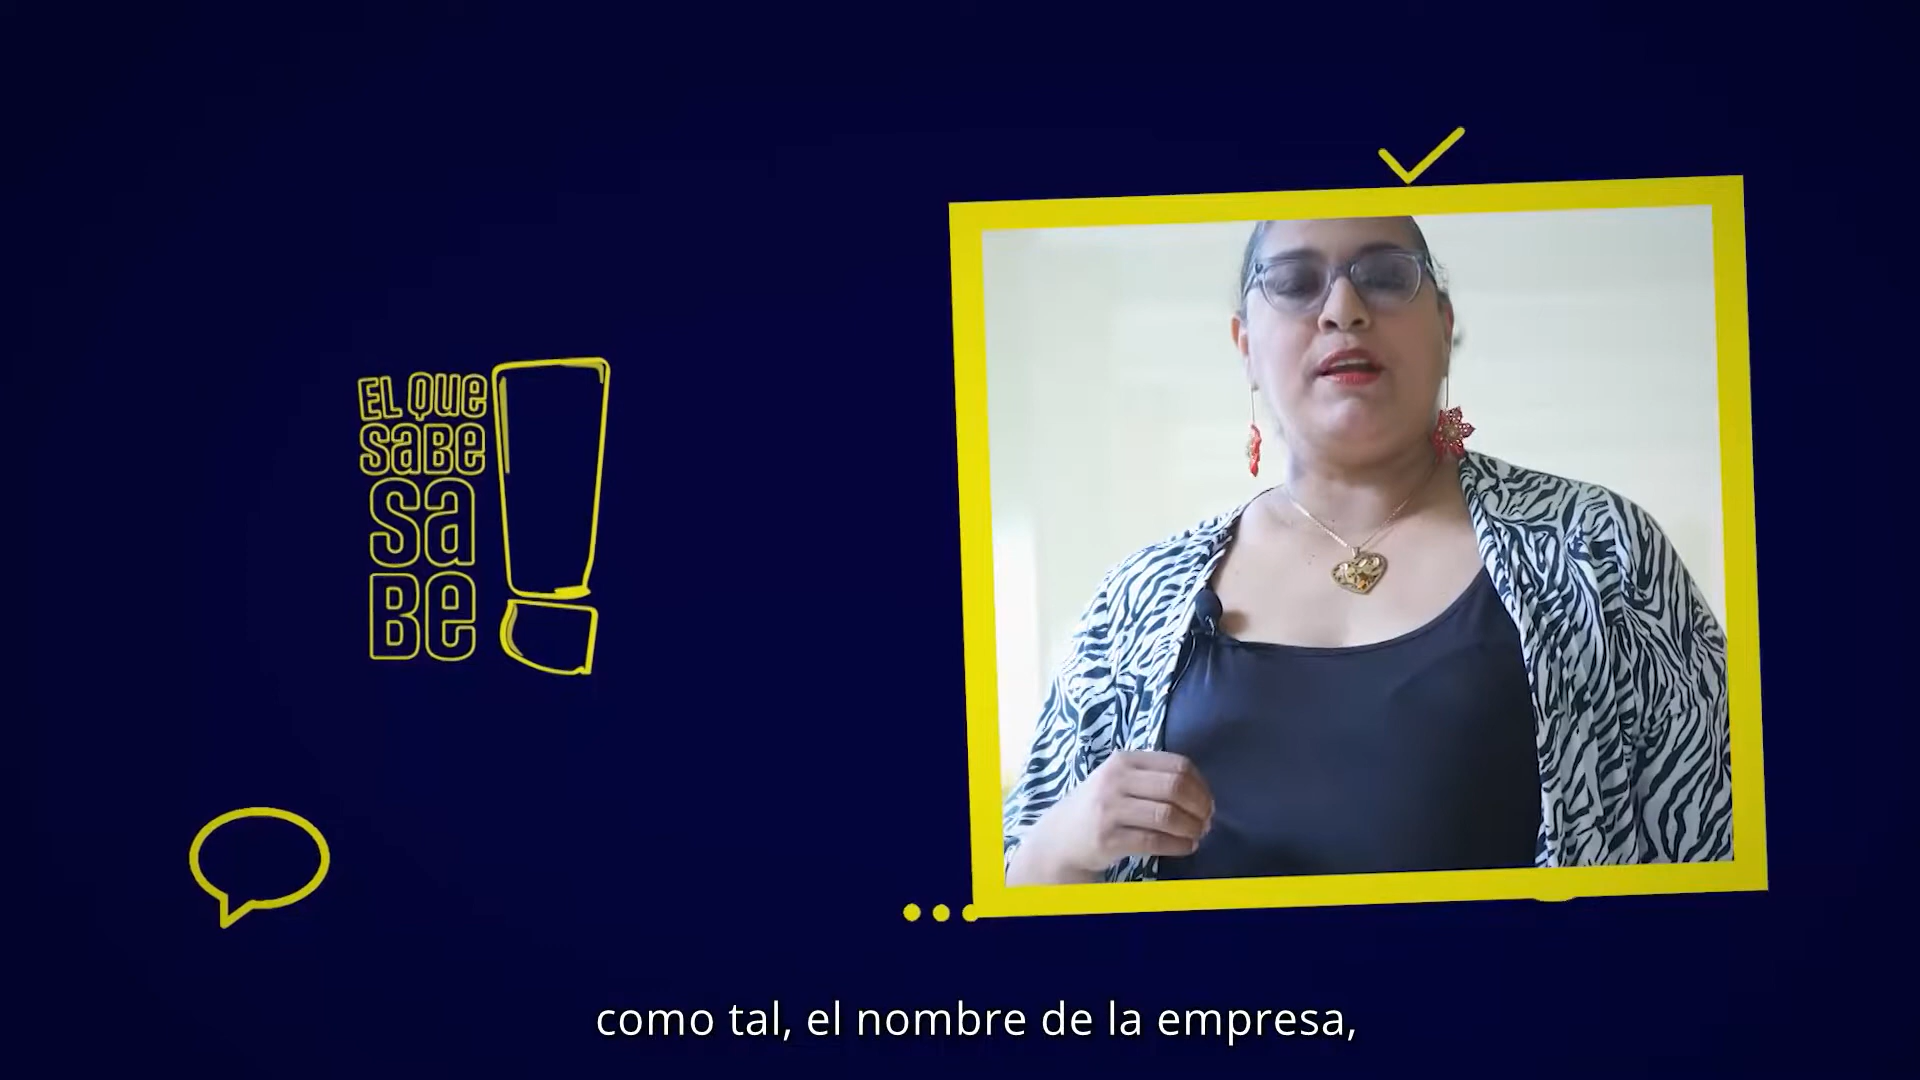 EL QUE
SABE
SA
BE
como tal, el nombre de la empresa,